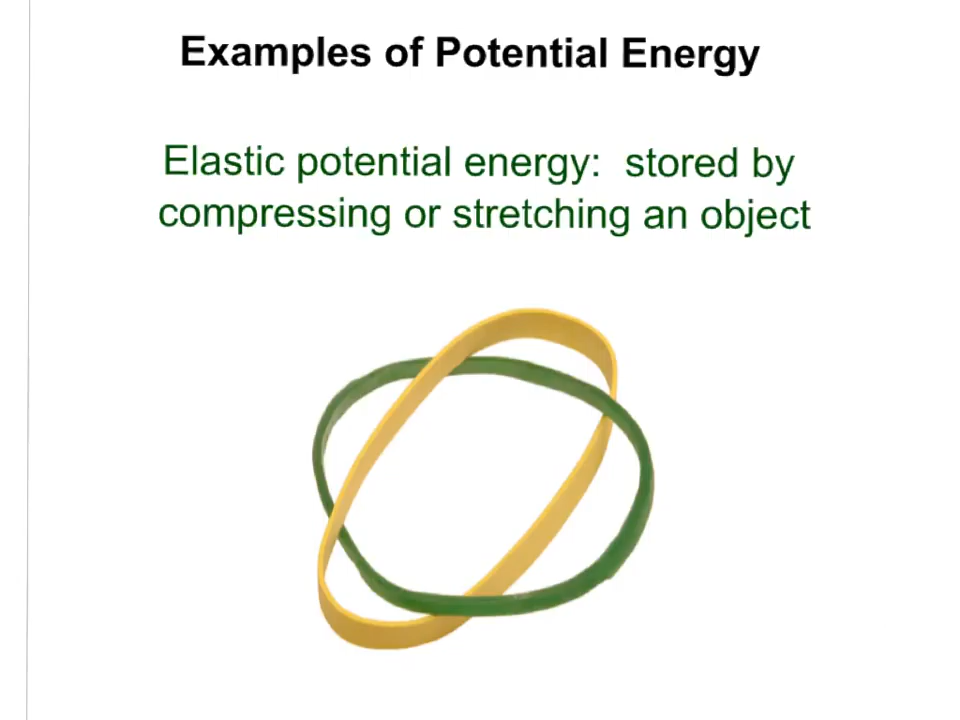 Examples of Potential Energy
Elastic potential energy:  stored by
compressing or stretching an object